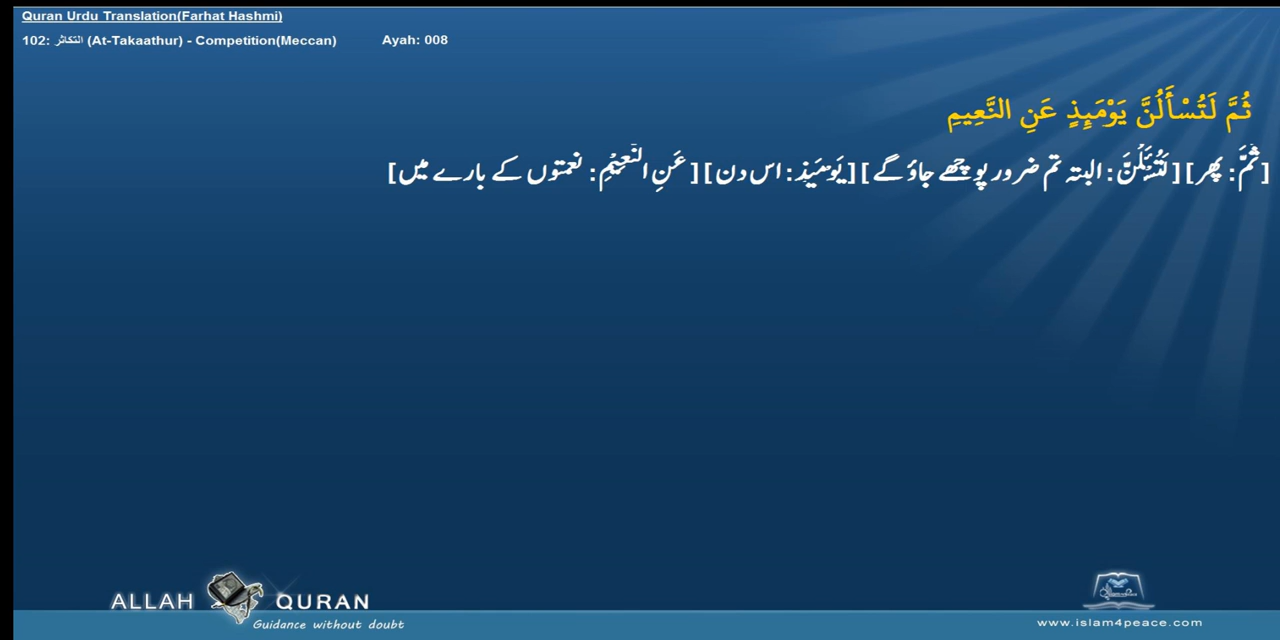 Quran Urdu Translation(Farhat Hashmi)
102: التكاثر (At-Takaathur) - Competition(Meccan) Ayah: 008
ثُمَّ لَتُسْأَلُنَّ يَوْمَئِذٍ عَنِ النَّعِيمِ
[ثُمَّ: پھر] [لَتُسْـَٔلُنَّ: البتہ تم ضرور پوچھے جاؤ گے] [يَوْمَىِٕذٍ: اس دن] [عَنِ النَّعِيْمِ: نعمتوں کے بارے میں]
ALLAH QURAN
Guidance without doubt
www.islam4peace.com